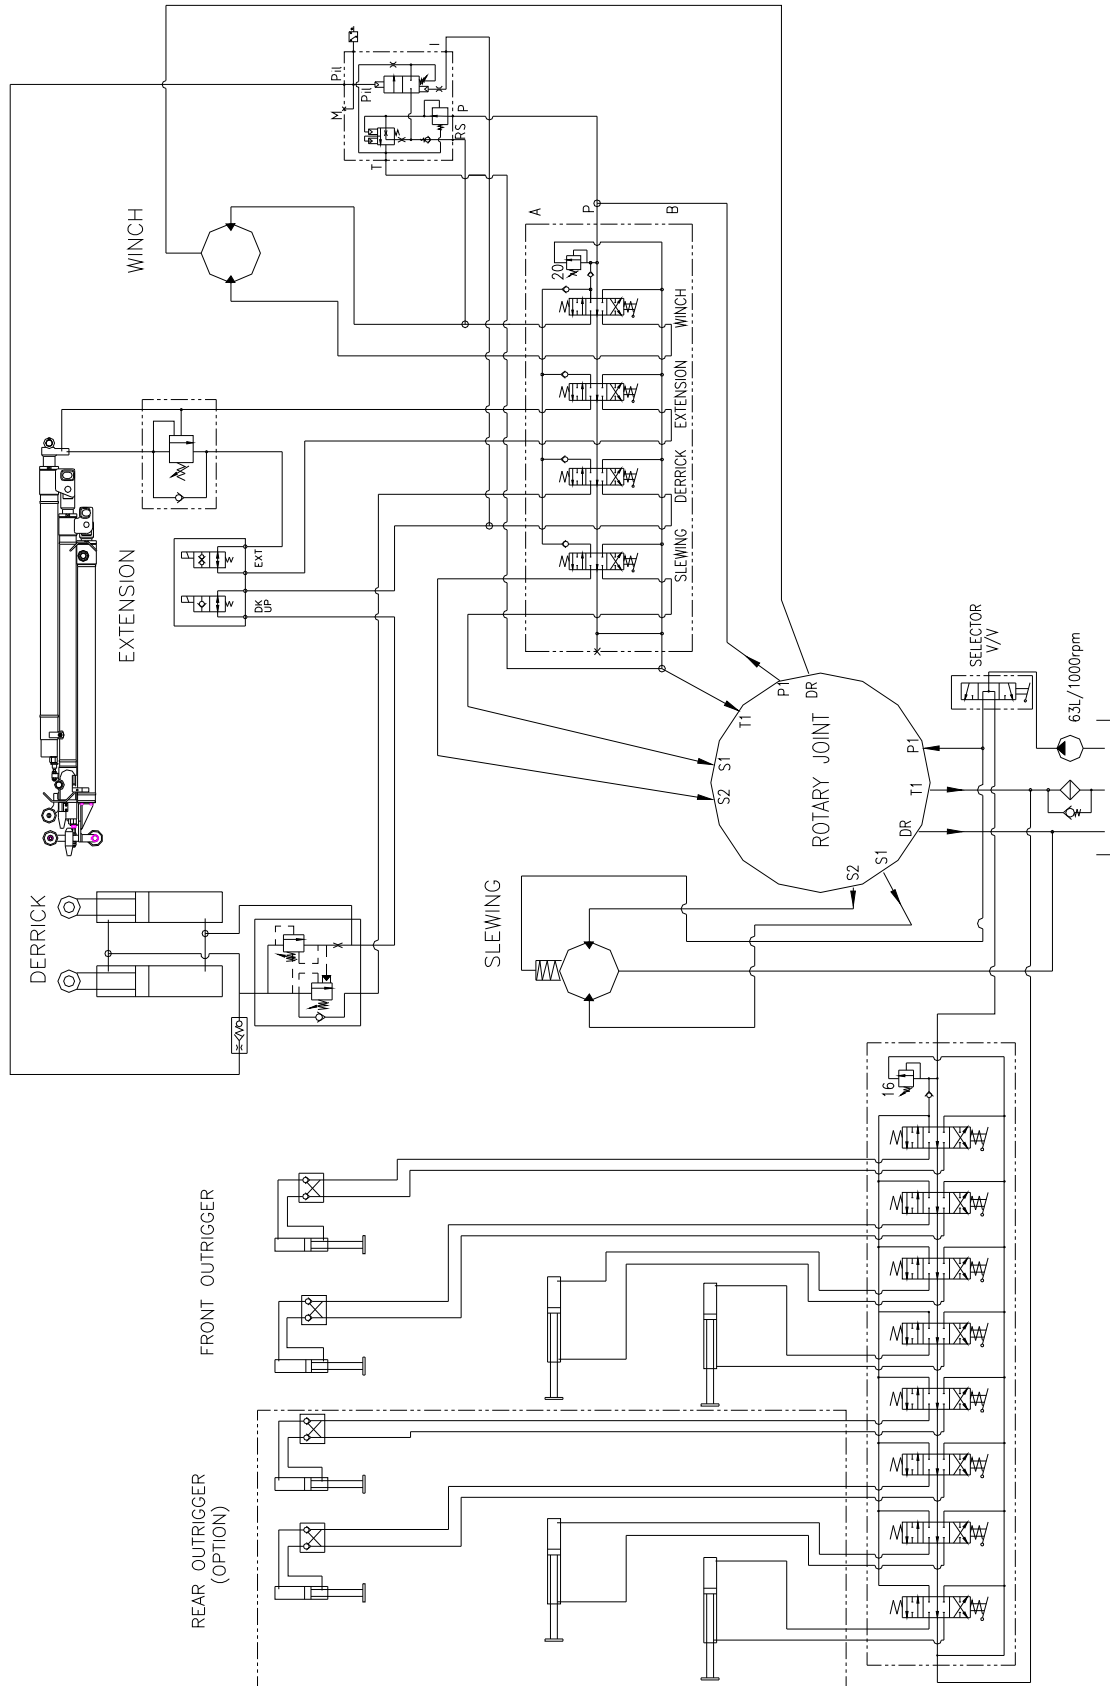 Pil
I
M
Pil
P
RS
T
WINCH
A
P
B
20
WINCH
EXTENSION
DERRICK
SLEWING
EXT
DK
UP
EXTENSION
SELECTOR
V/V
63L/1000rpm
P1
DR
T1
S1
S2
ROTARY JOINT
P1
T1
DR
S1
S2
SLEWING
DERRICK
16
FRONT OUTRIGGER
REAR OUTRIGGER
(OPTION)